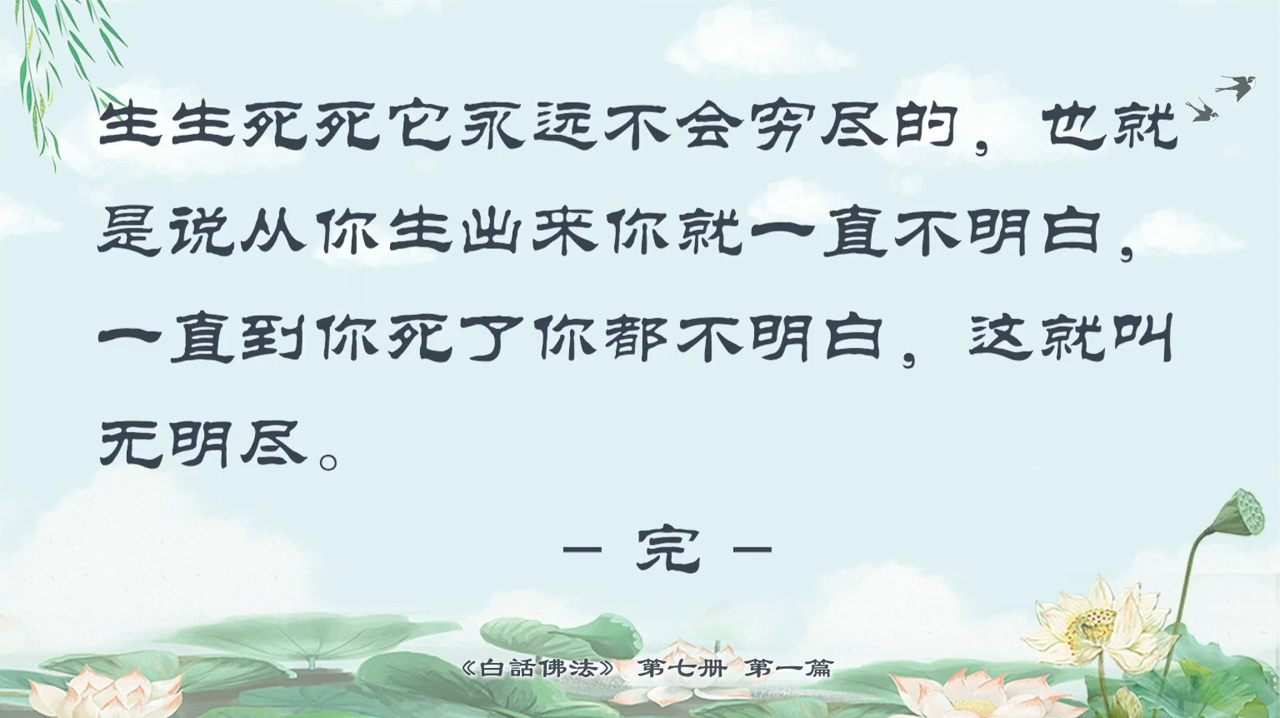 生生死死它永远不会穷尽的，也就
是说从你生出来你就一直不明白，
一直到你死了你都不明白，这就叫
无明尽。
－ 完 －
《白話佛法》 第七册 第一篇